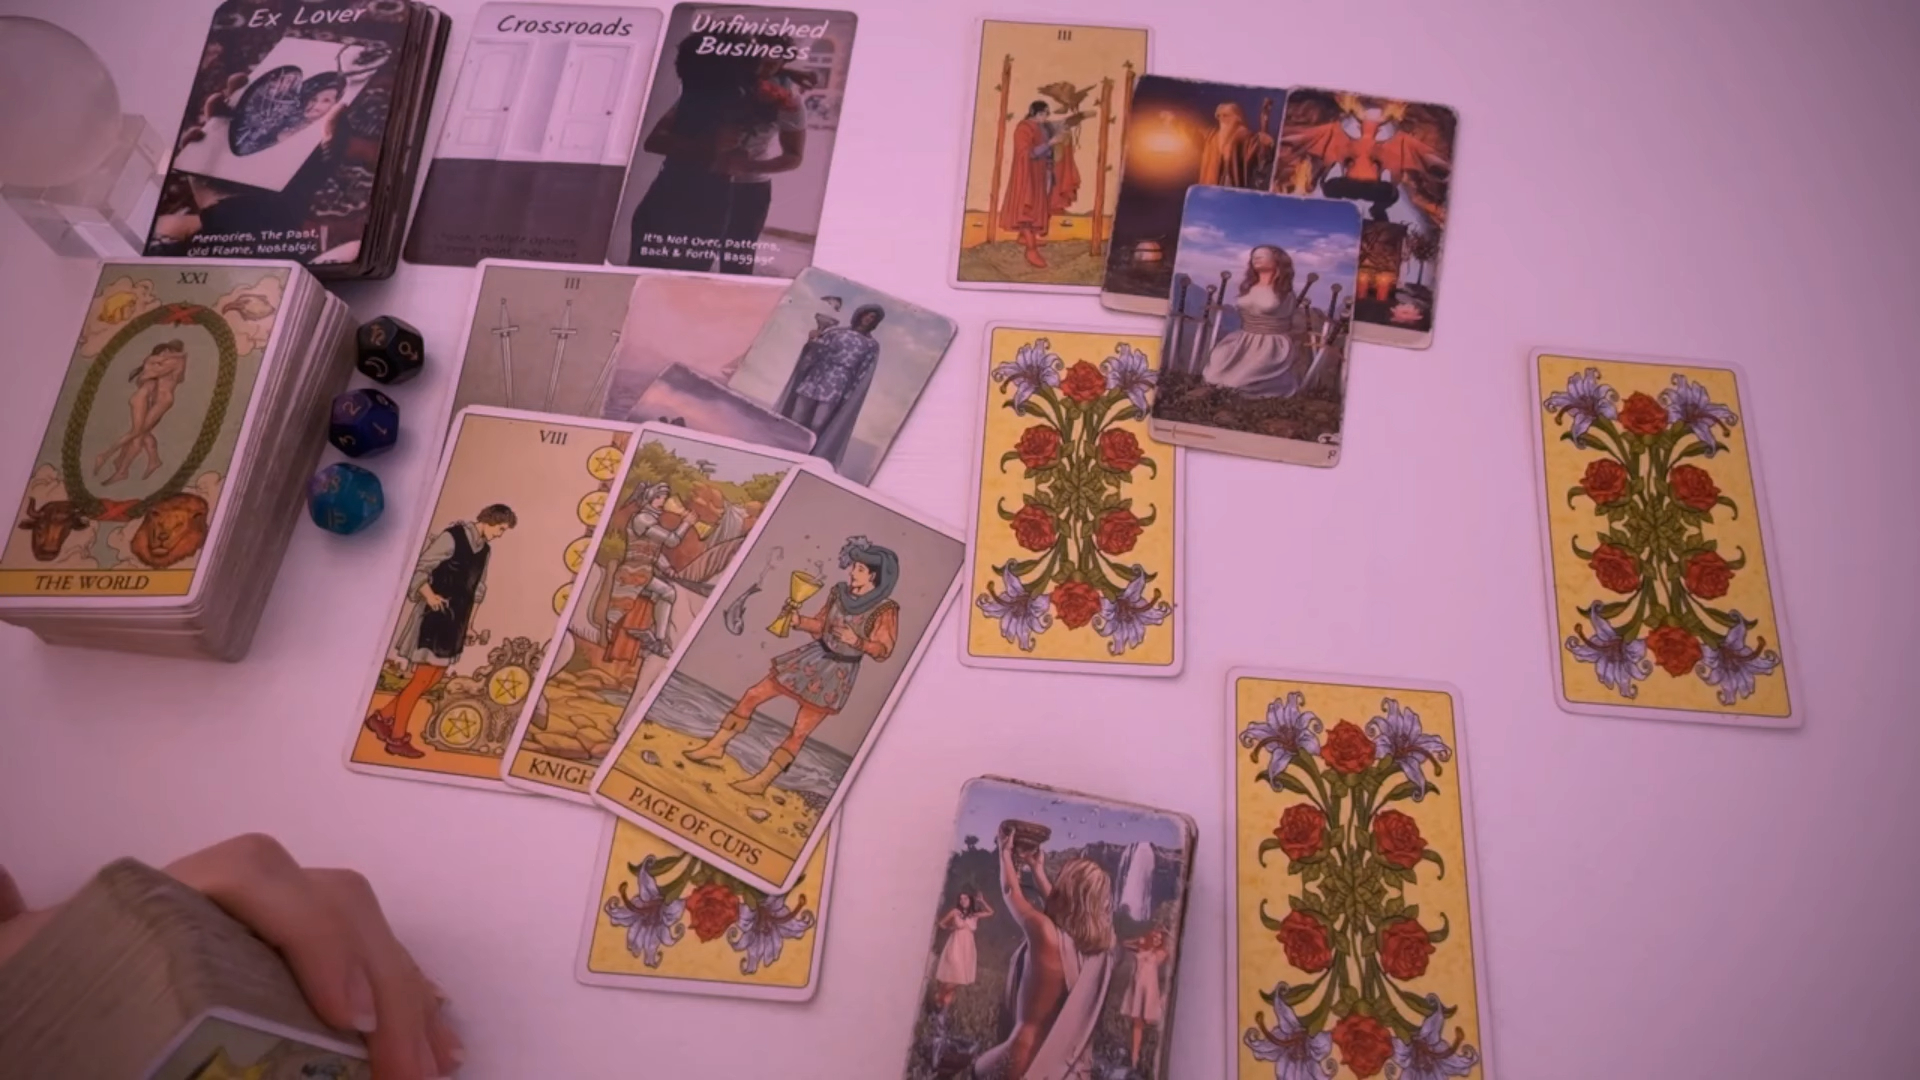 Ex Lover
Memories, The Past,
Old Flame, Nostalgic
Crossroads
Unfinished
Business
It's Not Over, Patterns,
Back & Forth, Baggage
III
XXI
THE WORLD
III
VIII
KNIGH
PAGE OF CUPS